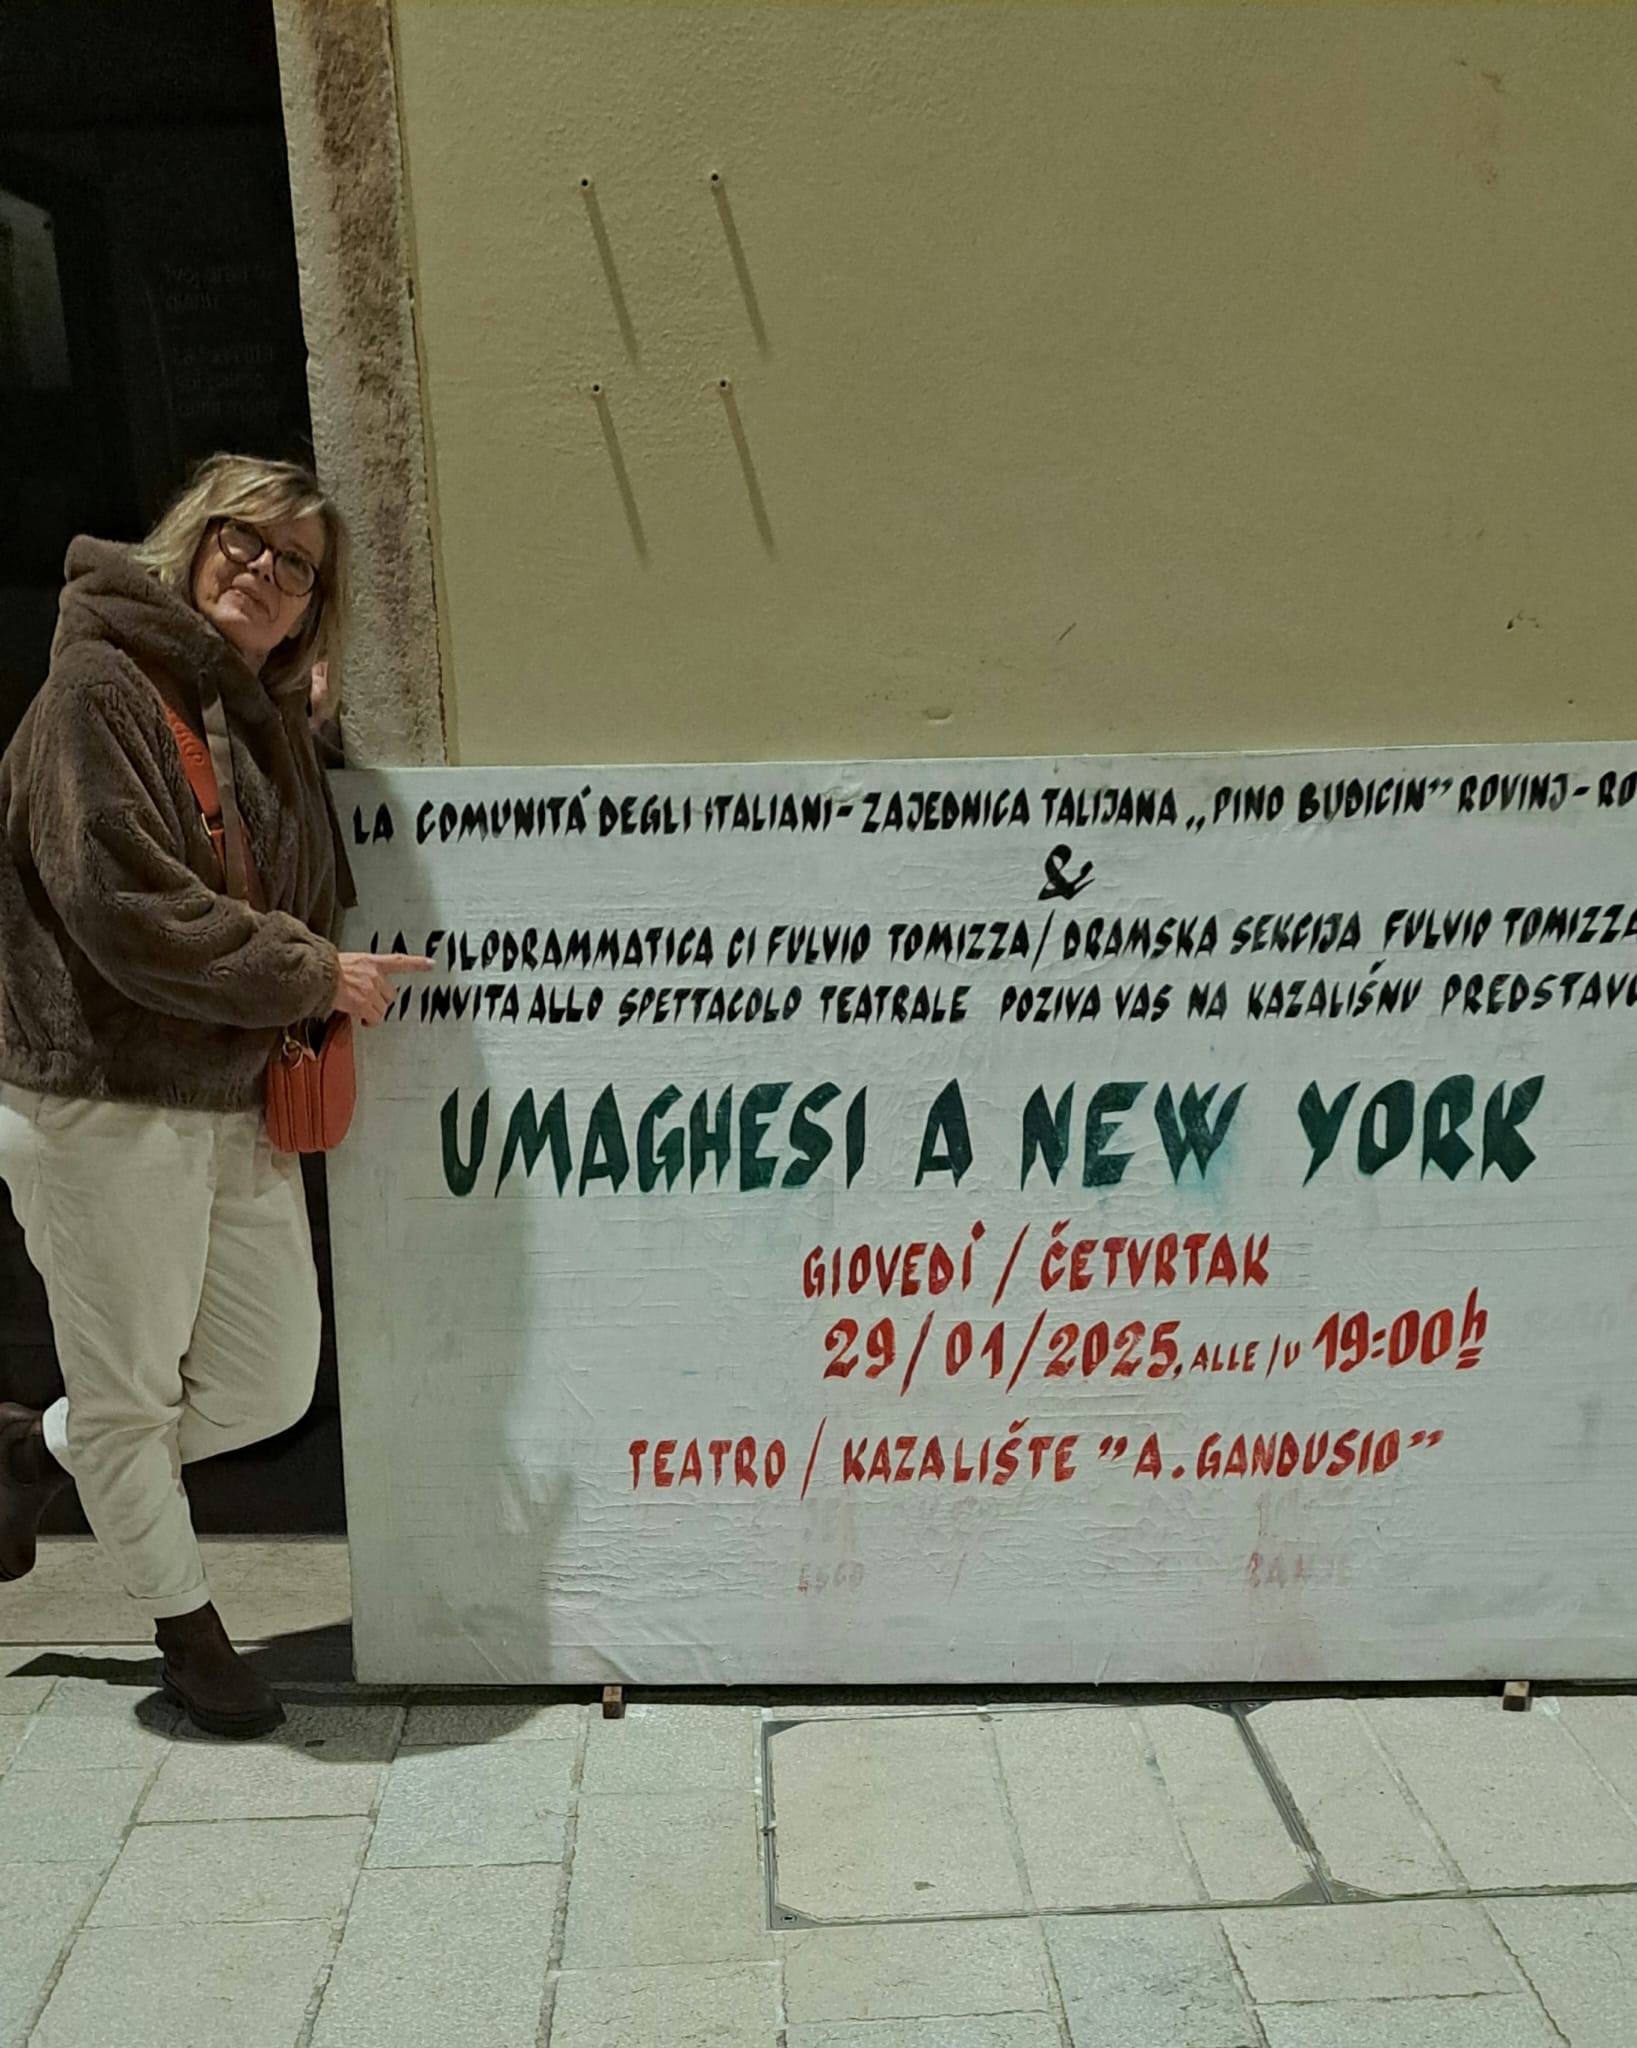 LA COMUNITÁ DEGLI ITALIANI - ZAJEDNICA TALIJANA „PINO BUDICIN” ROVINJ - RO
&
LA FILODRAMMATICA CI FULVIO TOMIZZA / DRAMSKA SEKCIJA FULVIO TOMIZZA
VI INVITA ALLO SPETTACOLO TEATRALE POZIVA VAS NA KAZALIŠNU PREDSTAVU
UMAGHESI A NEW YORK
GIOVEDÍ / ČETVRTAK
29/01/2025, ALLE / U 19:00h
TEATRO / KAZALIŠTE ”A. GANDUSIO”